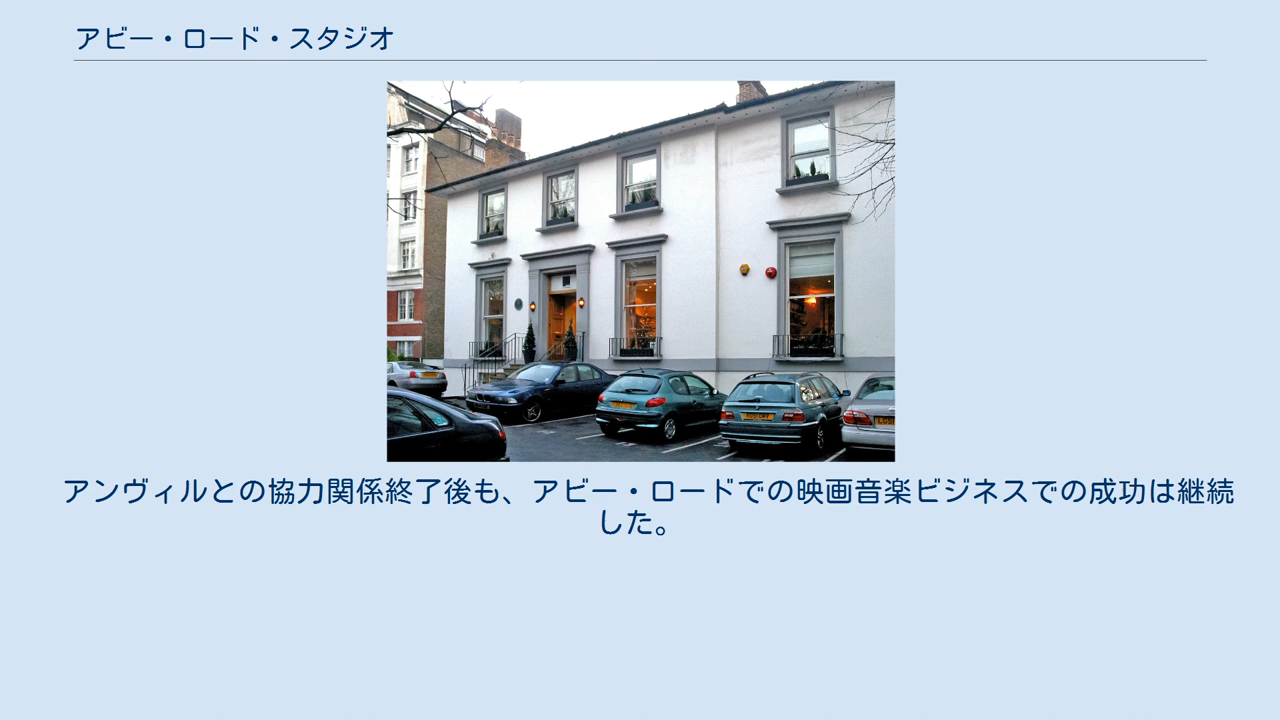 アビー・ロード・スタジオ
アンヴィルとの協力関係終了後も、アビー・ロードでの映画音楽ビジネスでの成功は継続
した。